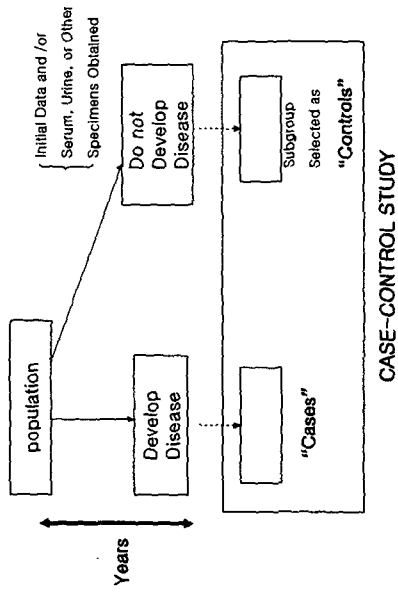 population
Initial Data and /or
Serum, Urine, or Other
Specimens Obtained
Years
Develop
Disease
Do not
Develop
Disease
"Cases"
Subgroup
Selected as
"Controls"
CASE-CONTROL STUDY